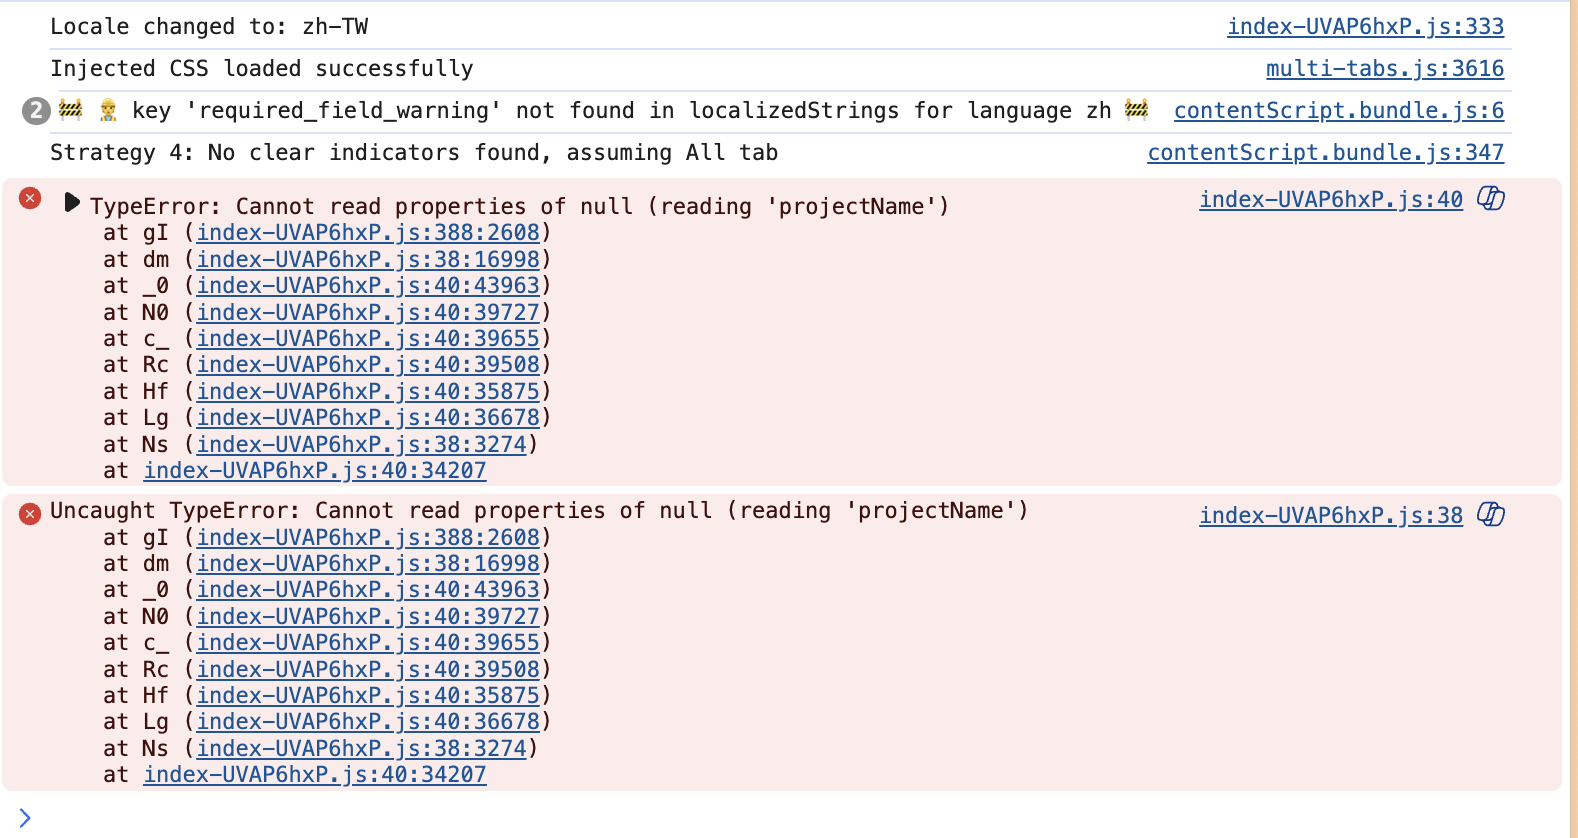 Locale changed to: zh-TW index-UVAP6hxP.js:333
Injected CSS loaded successfully multi-tabs.js:3616
2 🚧 👷 key 'required_field_warning' not found in localizedStrings for language zh 🚧 contentScript.bundle.js:6
Strategy 4: No clear indicators found, assuming All tab contentScript.bundle.js:347
TypeError: Cannot read properties of null (reading 'projectName') index-UVAP6hxP.js:40
at gI (index-UVAP6hxP.js:388:2608)
at dm (index-UVAP6hxP.js:38:16998)
at _0 (index-UVAP6hxP.js:40:43963)
at N0 (index-UVAP6hxP.js:40:39727)
at c_ (index-UVAP6hxP.js:40:39655)
at Rc (index-UVAP6hxP.js:40:39508)
at Hf (index-UVAP6hxP.js:40:35875)
at Lg (index-UVAP6hxP.js:40:36678)
at Ns (index-UVAP6hxP.js:38:3274)
at index-UVAP6hxP.js:40:34207
Uncaught TypeError: Cannot read properties of null (reading 'projectName') index-UVAP6hxP.js:38
at gI (index-UVAP6hxP.js:388:2608)
at dm (index-UVAP6hxP.js:38:16998)
at _0 (index-UVAP6hxP.js:40:43963)
at N0 (index-UVAP6hxP.js:40:39727)
at c_ (index-UVAP6hxP.js:40:39655)
at Rc (index-UVAP6hxP.js:40:39508)
at Hf (index-UVAP6hxP.js:40:35875)
at Lg (index-UVAP6hxP.js:40:36678)
at Ns (index-UVAP6hxP.js:38:3274)
at index-UVAP6hxP.js:40:34207